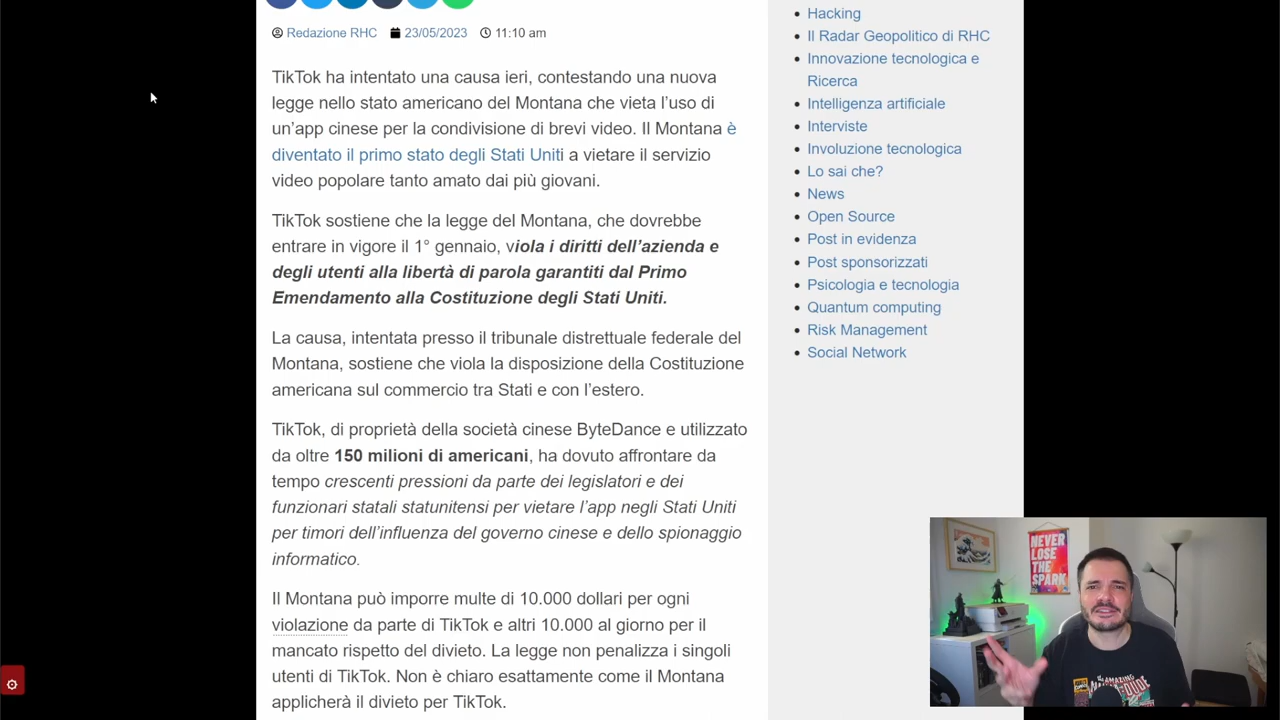 Redazione RHC 23/05/2023 11:10 am
TikTok ha intentato una causa ieri, contestando una nuova
legge nello stato americano del Montana che vieta l’uso di
un’app cinese per la condivisione di brevi video. Il Montana è
diventato il primo stato degli Stati Uniti a vietare il servizio
video popolare tanto amato dai più giovani.
TikTok sostiene che la legge del Montana, che dovrebbe
entrare in vigore il 1° gennaio, viola i diritti dell’azienda e
degli utenti alla libertà di parola garantiti dal Primo
Emendamento alla Costituzione degli Stati Uniti.
La causa, intentata presso il tribunale distrettuale federale del
Montana, sostiene che viola la disposizione della Costituzione
americana sul commercio tra Stati e con l’estero.
TikTok, di proprietà della società cinese ByteDance e utilizzato
da oltre 150 milioni di americani, ha dovuto affrontare da
tempo crescenti pressioni da parte dei legislatori e dei
funzionari statali statunitensi per vietare l’app negli Stati Uniti
per timori dell’influenza del governo cinese e dello spionaggio
informatico.
Il Montana può imporre multe di 10.000 dollari per ogni
violazione da parte di TikTok e altri 10.000 al giorno per il
mancato rispetto del divieto. La legge non penalizza i singoli
utenti di TikTok. Non è chiaro esattamente come il Montana
applicherà il divieto per TikTok.
Hacking
Il Radar Geopolitico di RHC
Innovazione tecnologica e
Ricerca
Intelligenza artificiale
Interviste
Involuzione tecnologica
Lo sai che?
News
Open Source
Post in evidenza
Post sponsorizzati
Psicologia e tecnologia
Quantum computing
Risk Management
Social Network
NEVER
LOSE
THE
SPARK
THE AMAZING